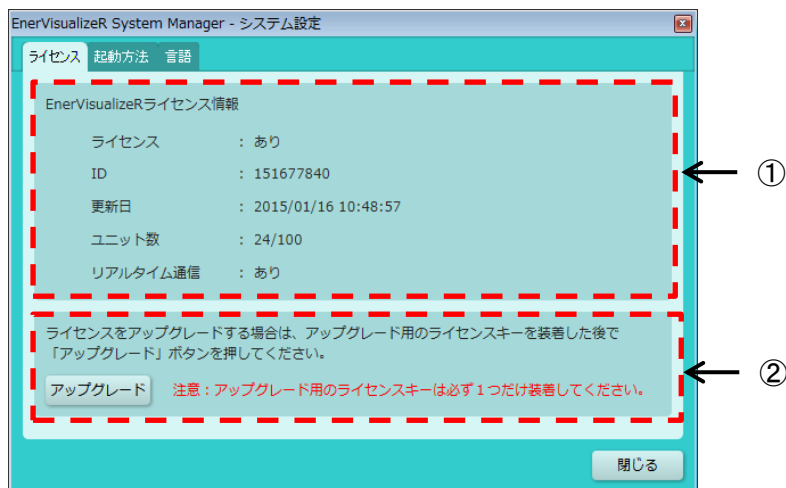 EnerVisualizeR System Manager - システム設定
ライセンス 起動方法 言語
EnerVisualizeRライセンス情報
ライセンス : あり
ID : 151677840
更新日 : 2015/01/16 10:48:57
ユニット数 : 24/100
リアルタイム通信 : あり
①
ライセンスをアップグレードする場合は、アップグレード用のライセンスキーを装着した後で
「アップグレード」ボタンを押してください。
②
アップグレード 注意：アップグレード用のライセンスキーは必ず１つだけ装着してください。
閉じる